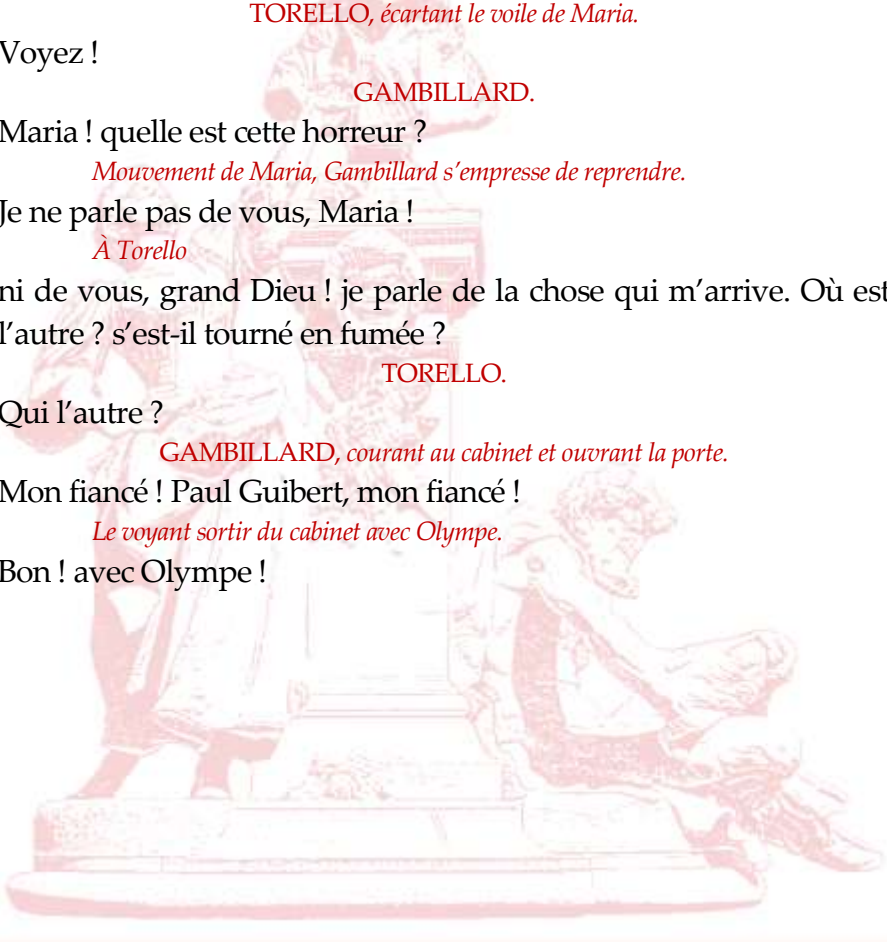 TORELLO, écartant le voile de Maria.
Voyez !
GAMBILLARD.
Maria ! quelle est cette horreur ?
Mouvement de Maria, Gambillard s’empresse de reprendre.
Je ne parle pas de vous, Maria !
À Torello
ni de vous, grand Dieu ! je parle de la chose qui m’arrive. Où est
l’autre ? s’est-il tourné en fumée ?
TORELLO.
Qui l’autre ?
GAMBILLARD, courant au cabinet et ouvrant la porte.
Mon fiancé ! Paul Guibert, mon fiancé !
Le voyant sortir du cabinet avec Olympe.
Bon ! avec Olympe !